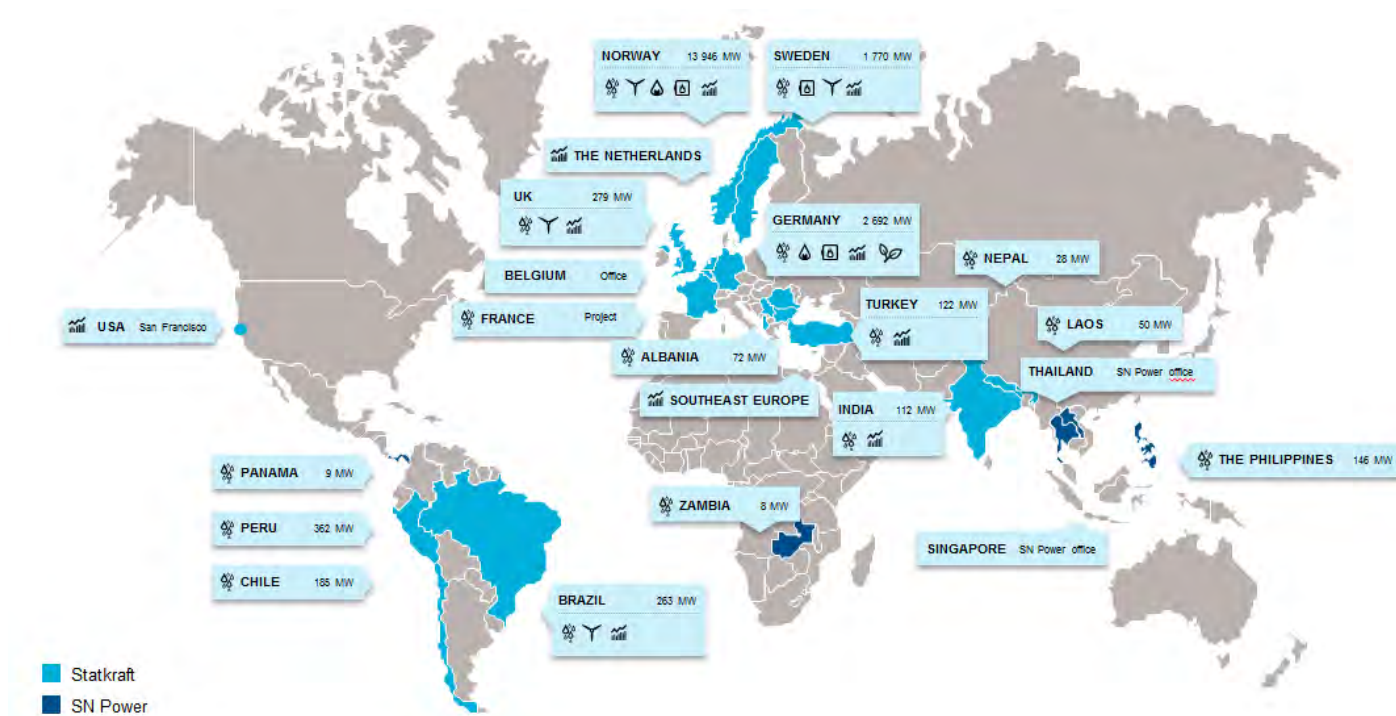 NORWAY 13 946 MW
SWEDEN 1 770 MW
THE NETHERLANDS
UK 279 MW
GERMANY 2 692 MW
BELGIUM Office
NEPAL 28 MW
FRANCE Project
TURKEY 122 MW
USA San Francisco
LAOS 50 MW
ALBANIA 72 MW
THAILAND SN Power office
SOUTHEAST EUROPE
INDIA 112 MW
PANAMA 9 MW
THE PHILIPPINES 146 MW
ZAMBIA 8 MW
PERU 362 MW
SINGAPORE SN Power office
CHILE 185 MW
BRAZIL 263 MW
Statkraft
SN Power